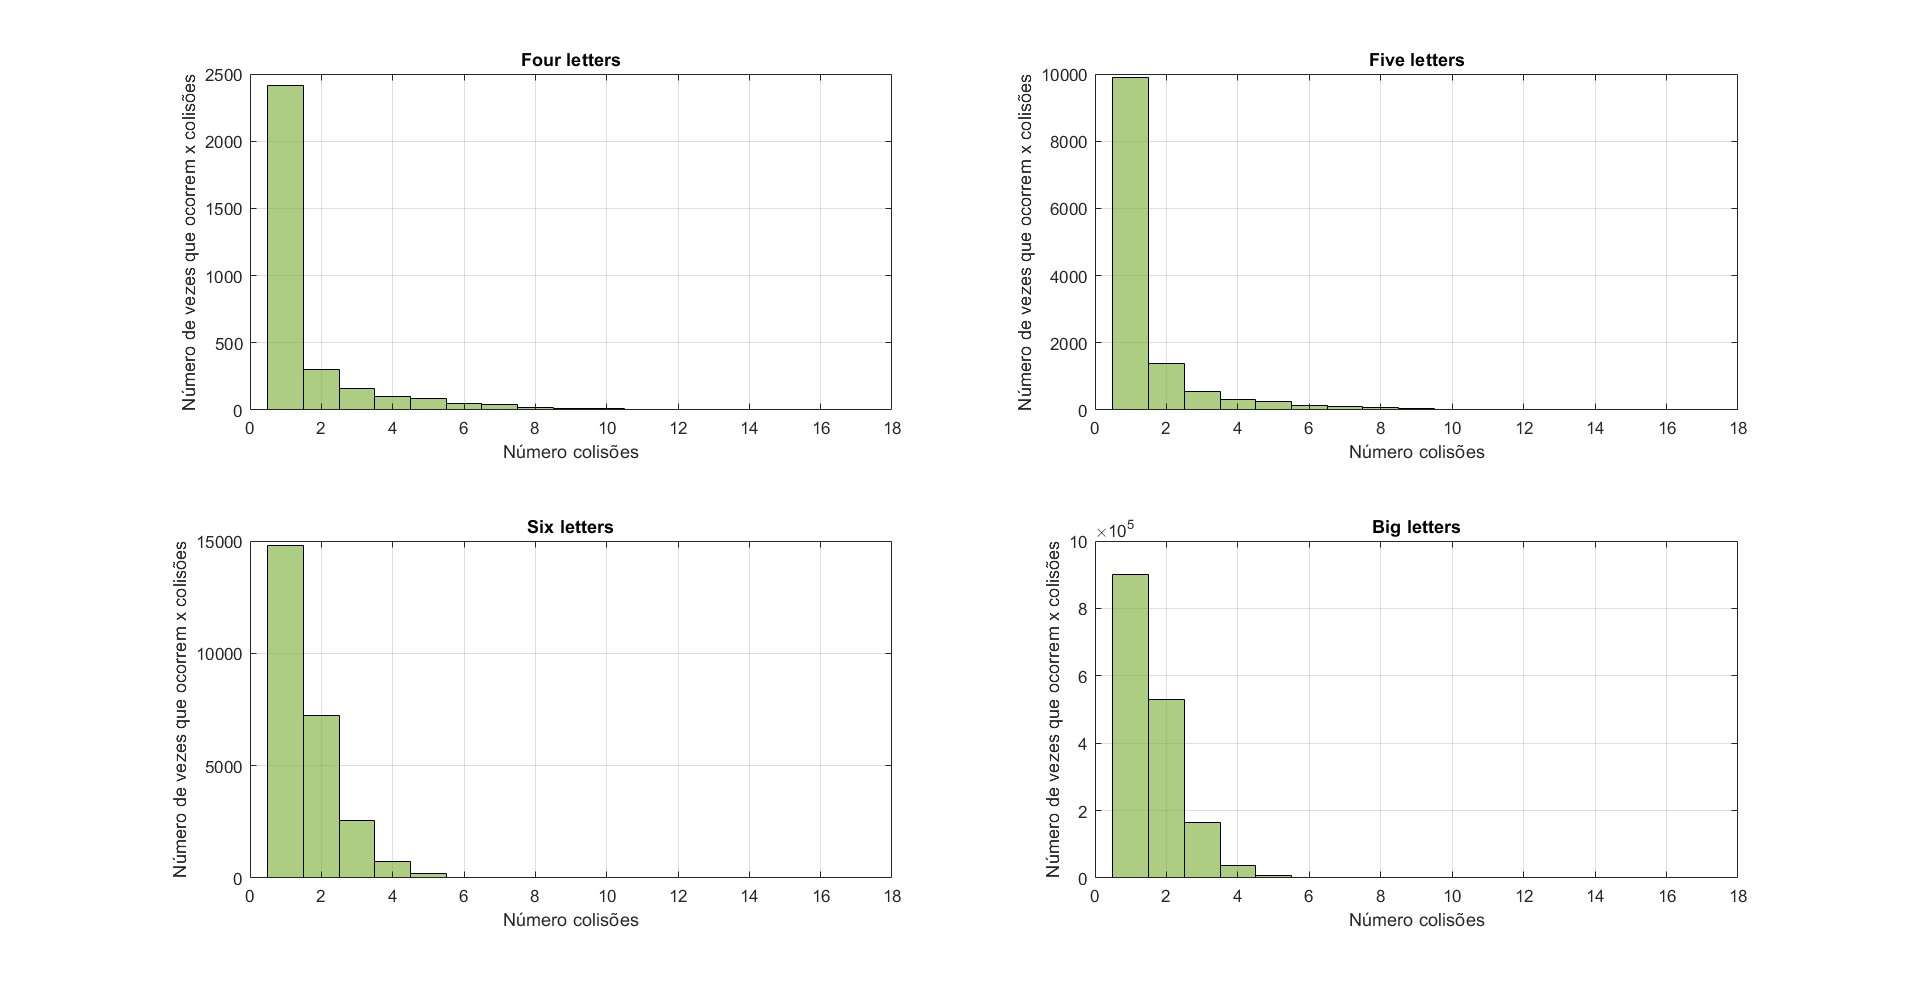 Four letters
Número de vezes que ocorrem x colisões
2500
2000
1500
1000
500
0
0 2 4 6 8 10 12 14 16 18
Número colisões
Five letters
Número de vezes que ocorrem x colisões
10000
8000
6000
4000
2000
0
0 2 4 6 8 10 12 14 16 18
Número colisões
Six letters
Número de vezes que ocorrem x colisões
15000
10000
5000
0
0 2 4 6 8 10 12 14 16 18
Número colisões
Big letters
×10⁵
Número de vezes que ocorrem x colisões
10
8
6
4
2
0
0 2 4 6 8 10 12 14 16 18
Número colisões